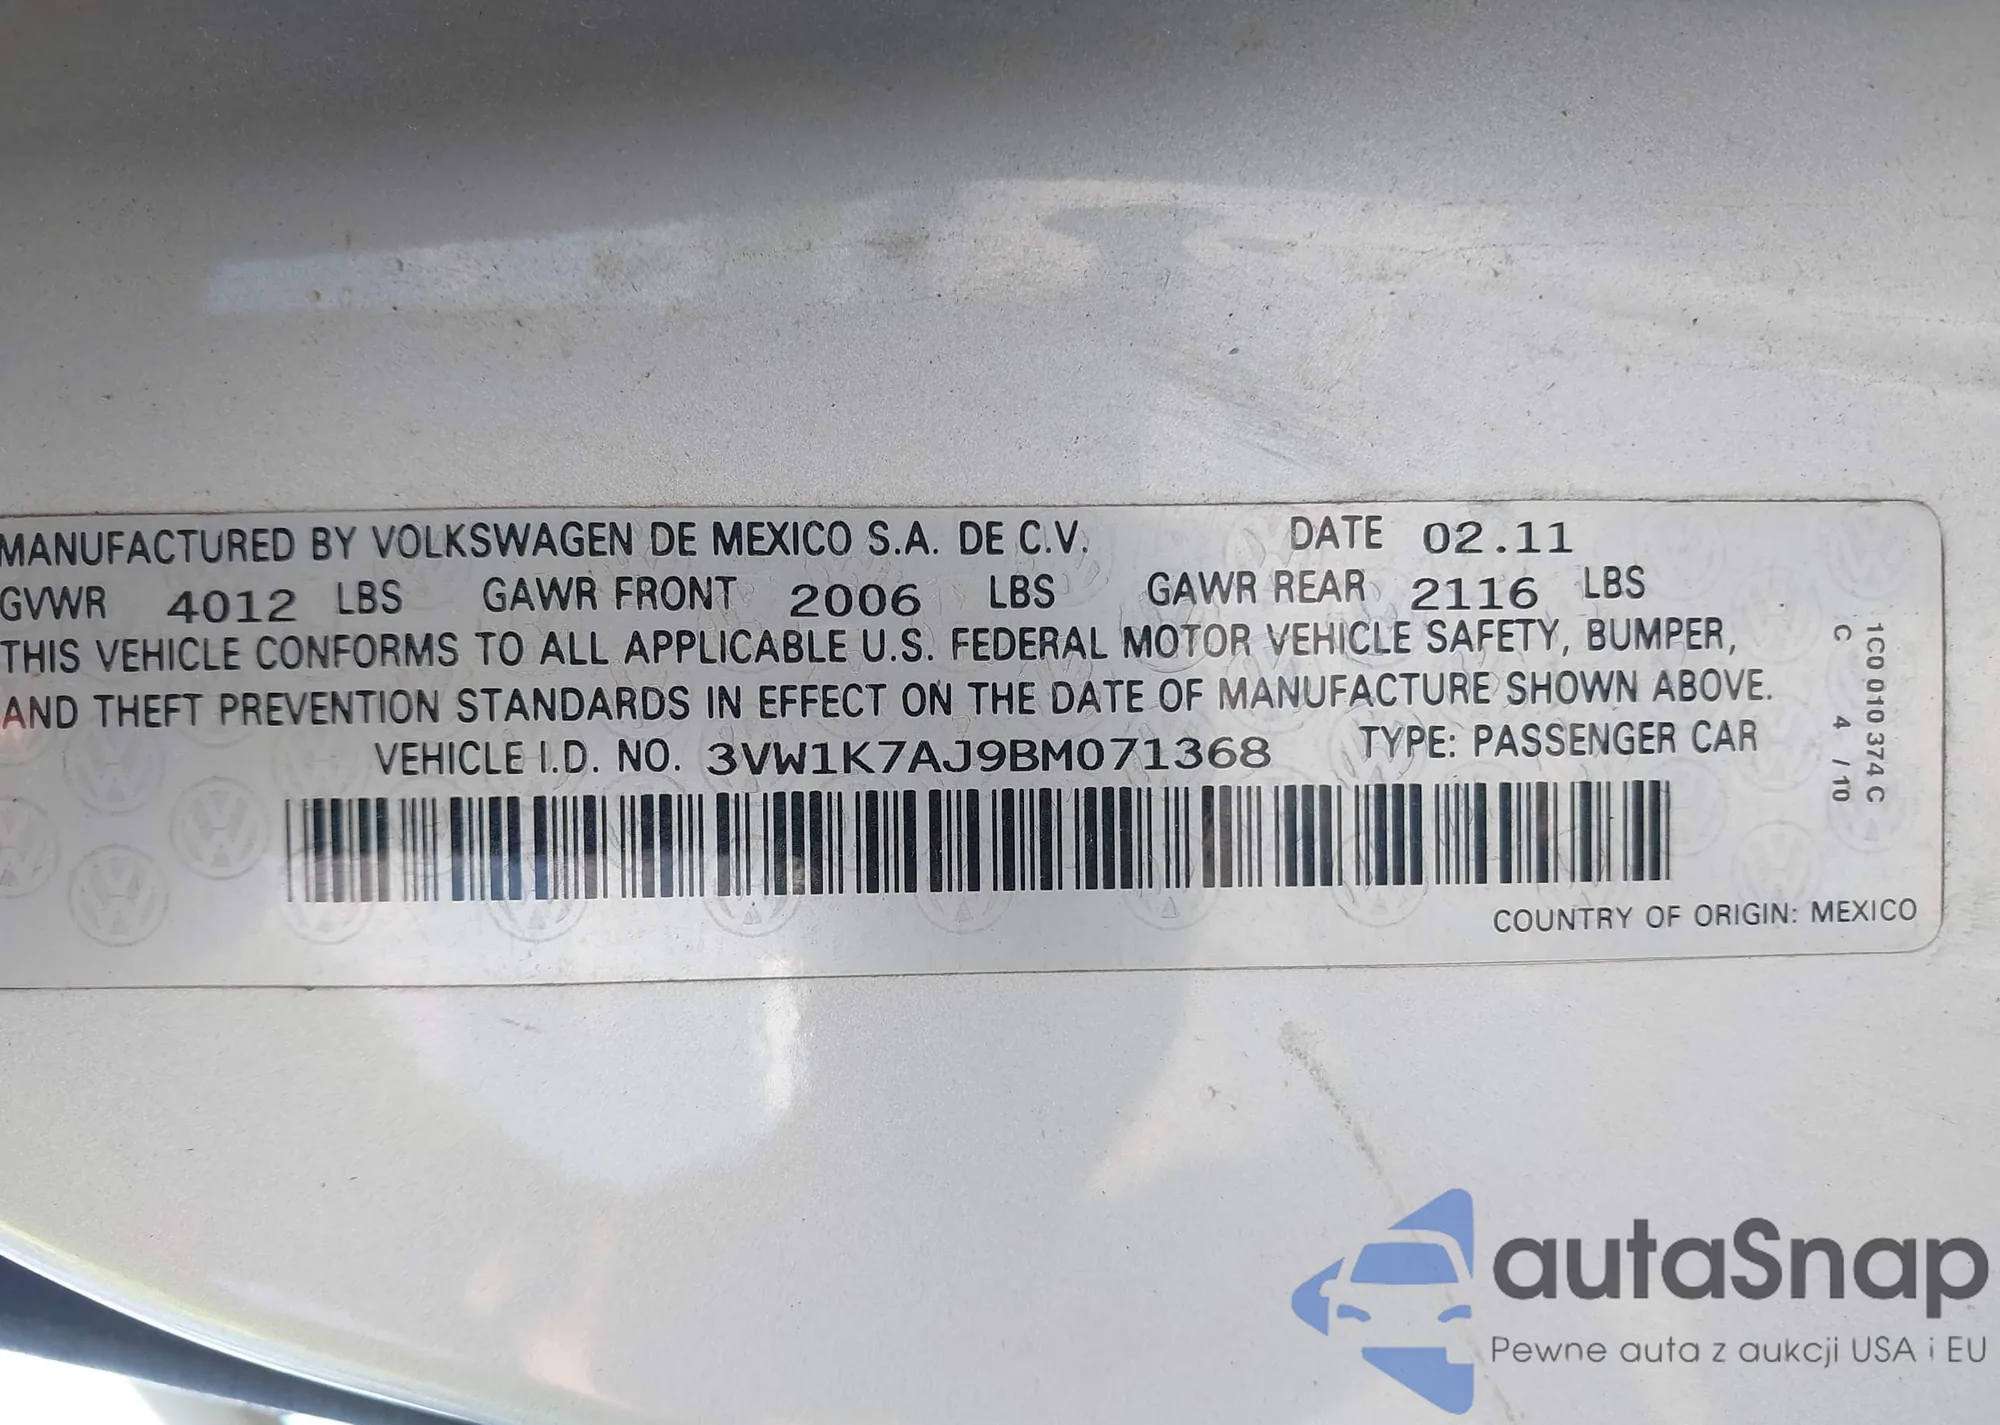 MANUFACTURED BY VOLKSWAGEN DE MEXICO S.A. DE C.V. DATE 02.11
GVWR 4012 LBS GAWR FRONT 2006 LBS GAWR REAR 2116 LBS
THIS VEHICLE CONFORMS TO ALL APPLICABLE U.S. FEDERAL MOTOR VEHICLE SAFETY, BUMPER,
AND THEFT PREVENTION STANDARDS IN EFFECT ON THE DATE OF MANUFACTURE SHOWN ABOVE.
VEHICLE I.D. NO. 3VW1K7AJ9BM071368 TYPE: PASSENGER CAR
COUNTRY OF ORIGIN: MEXICO
1C0 010 3774 C
C 4 / 10
autaSnap
Pewne auta z aukcji USA i EU